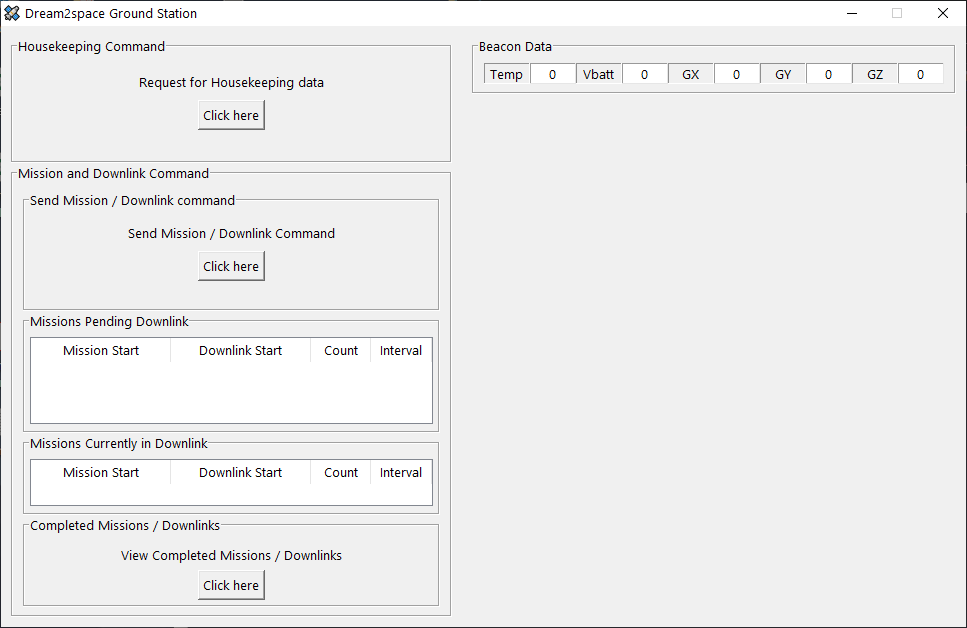 Dream2space Ground Station
Housekeeping Command
Request for Housekeeping data
Click here
Mission and Downlink Command
Send Mission / Downlink command
Send Mission / Downlink Command
Click here
Missions Pending Downlink
Mission Start Downlink Start Count Interval
Missions Currently in Downlink
Mission Start Downlink Start Count Interval
Completed Missions / Downlinks
View Completed Missions / Downlinks
Click here
Beacon Data
Temp 0 Vbatt 0 GX 0 GY 0 GZ 0